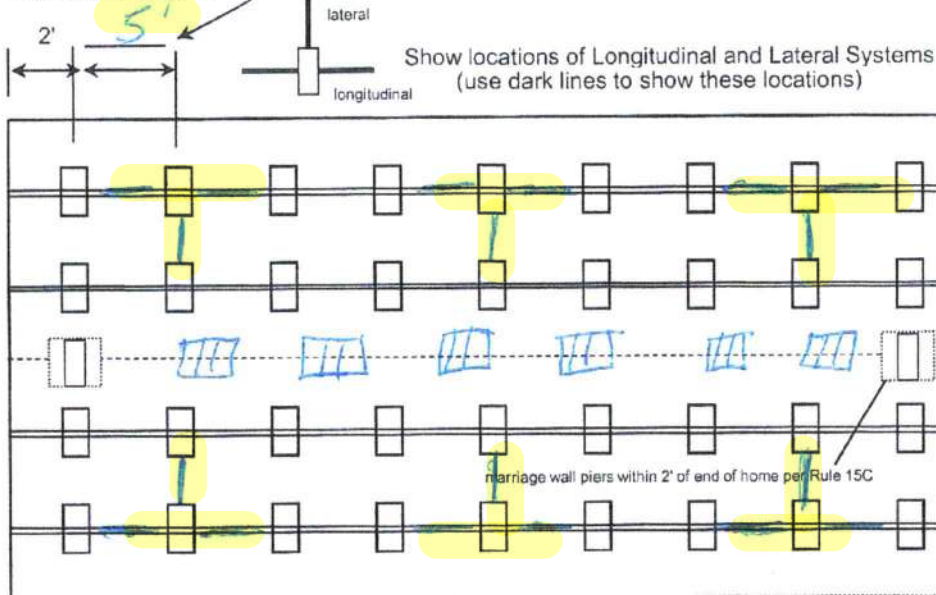 lateral
2'
5'
Show locations of Longitudinal and Lateral Systems
(use dark lines to show these locations)
longitudinal
marriage wall piers within 2' of end of home per Rule 15C